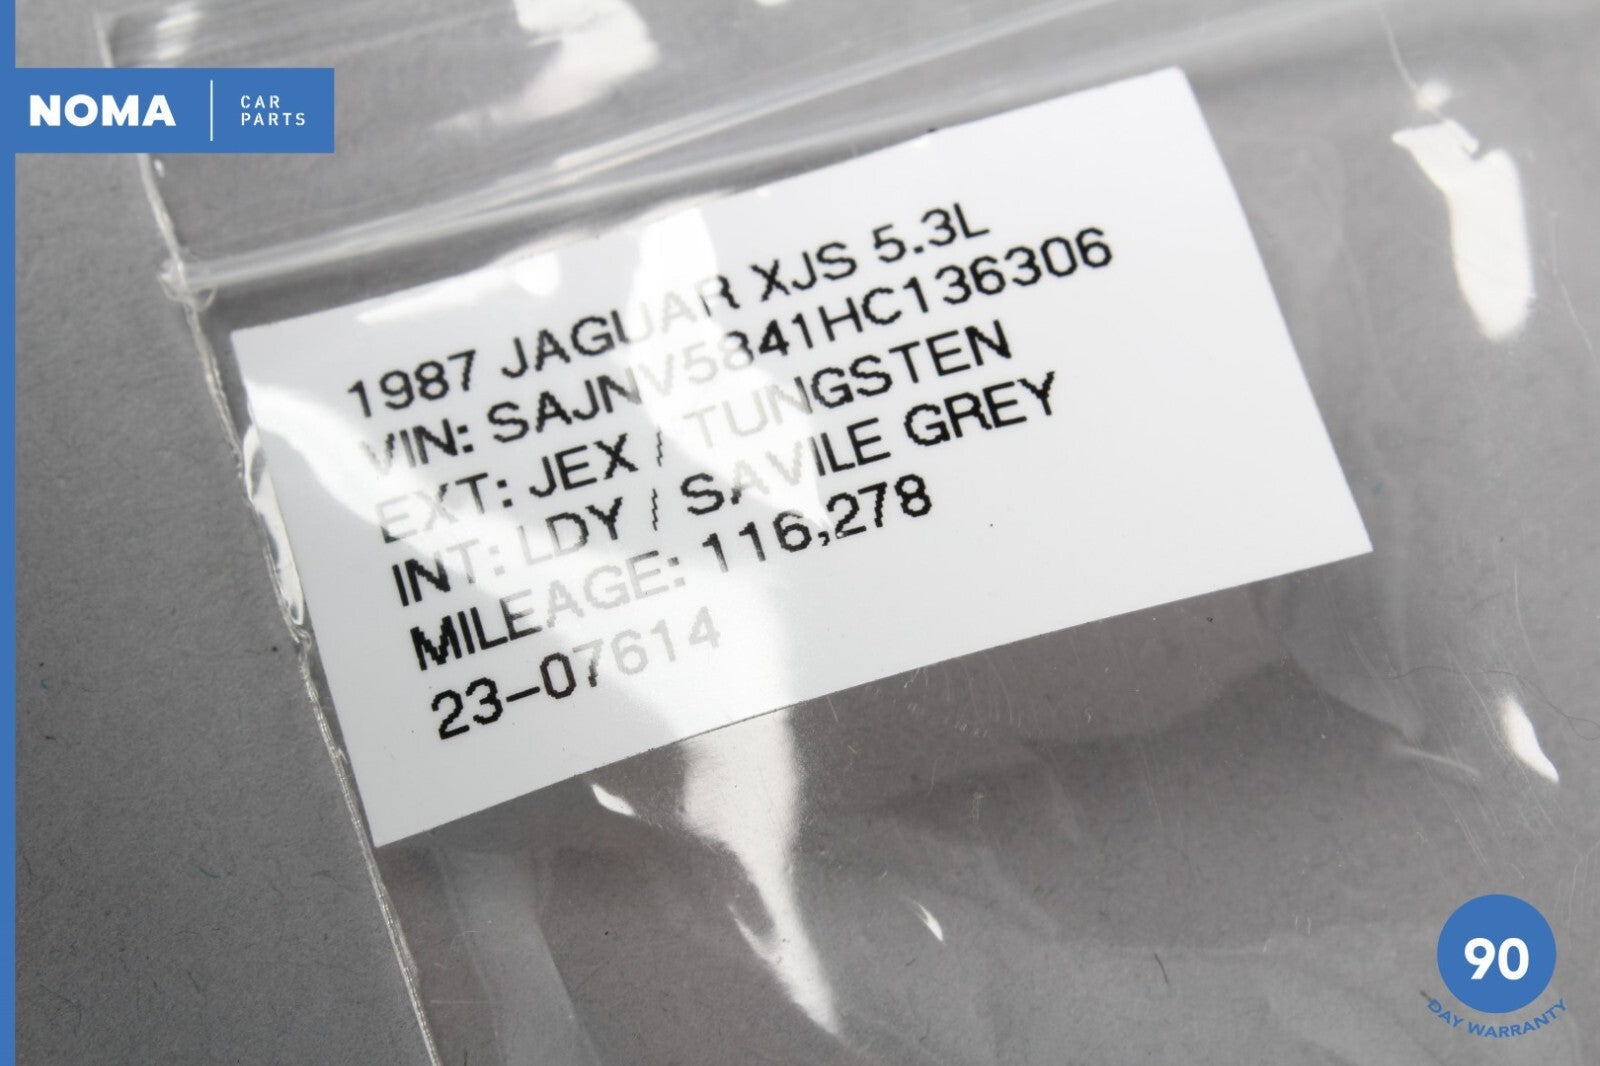 NOMA
CAR
PARTS
1987 JAGUAR XJS 5.3L
VIN: SAJNV5841HC136306
EXT: JEX / TUNGSTEN
INT: LDY / SAVILE GREY
MILEAGE: 116,278
23-07614
90
DAY WARRANTY